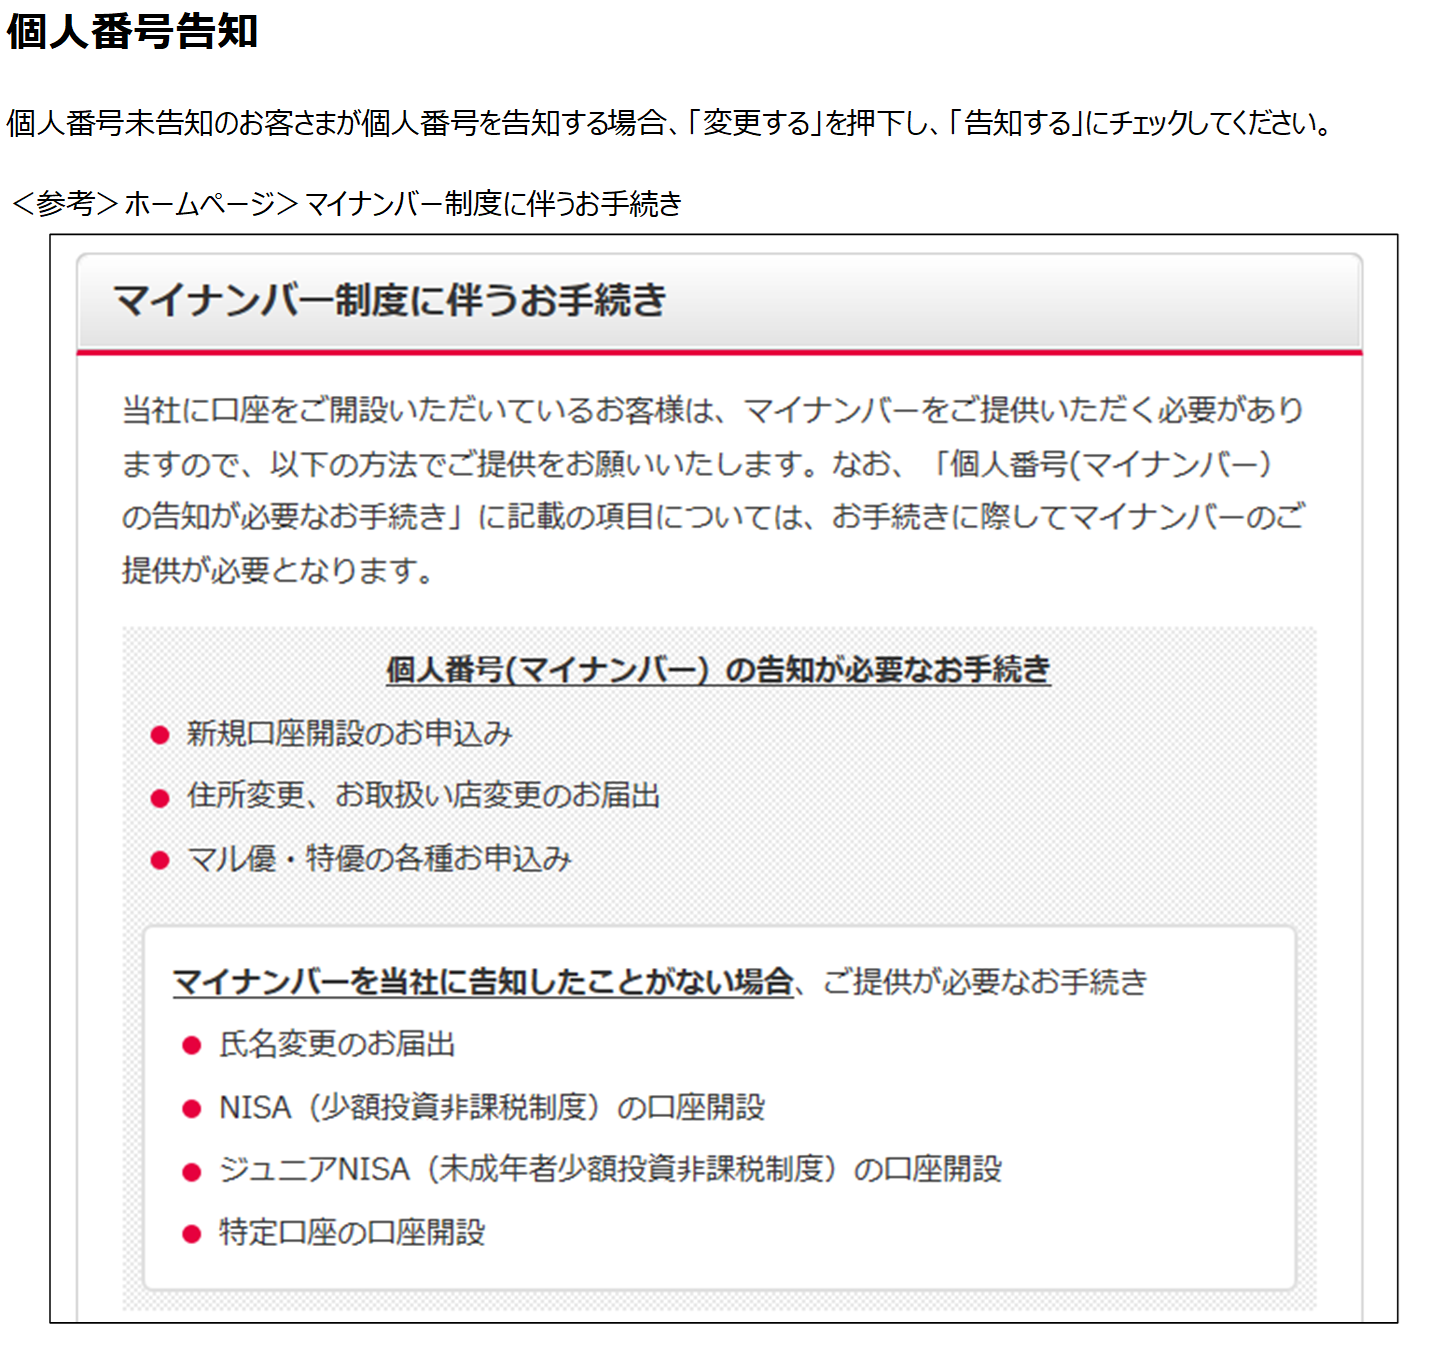 個人番号告知
個人番号未告知のお客さまが個人番号を告知する場合、「変更する」を押下し、「告知する」にチェックしてください。
＜参考＞ホームページ＞マイナンバー制度に伴うお手続き
マイナンバー制度に伴うお手続き
当社に口座をご開設いただいているお客様は、マイナンバーをご提供いただく必要があり
ますので、以下の方法でご提供をお願いいたします。なお、「個人番号(マイナンバー）
の告知が必要なお手続き」に記載の項目については、お手続きに際してマイナンバーのご
提供が必要となります。
個人番号(マイナンバー）の告知が必要なお手続き
● 新規口座開設のお申込み
● 住所変更、お取扱い店変更のお届出
● マル優・特優の各種お申込み
マイナンバーを当社に告知したことがない場合、ご提供が必要なお手続き
● 氏名変更のお届出
● NISA（少額投資非課税制度）の口座開設
● ジュニアNISA（未成年者少額投資非課税制度）の口座開設
● 特定口座の口座開設